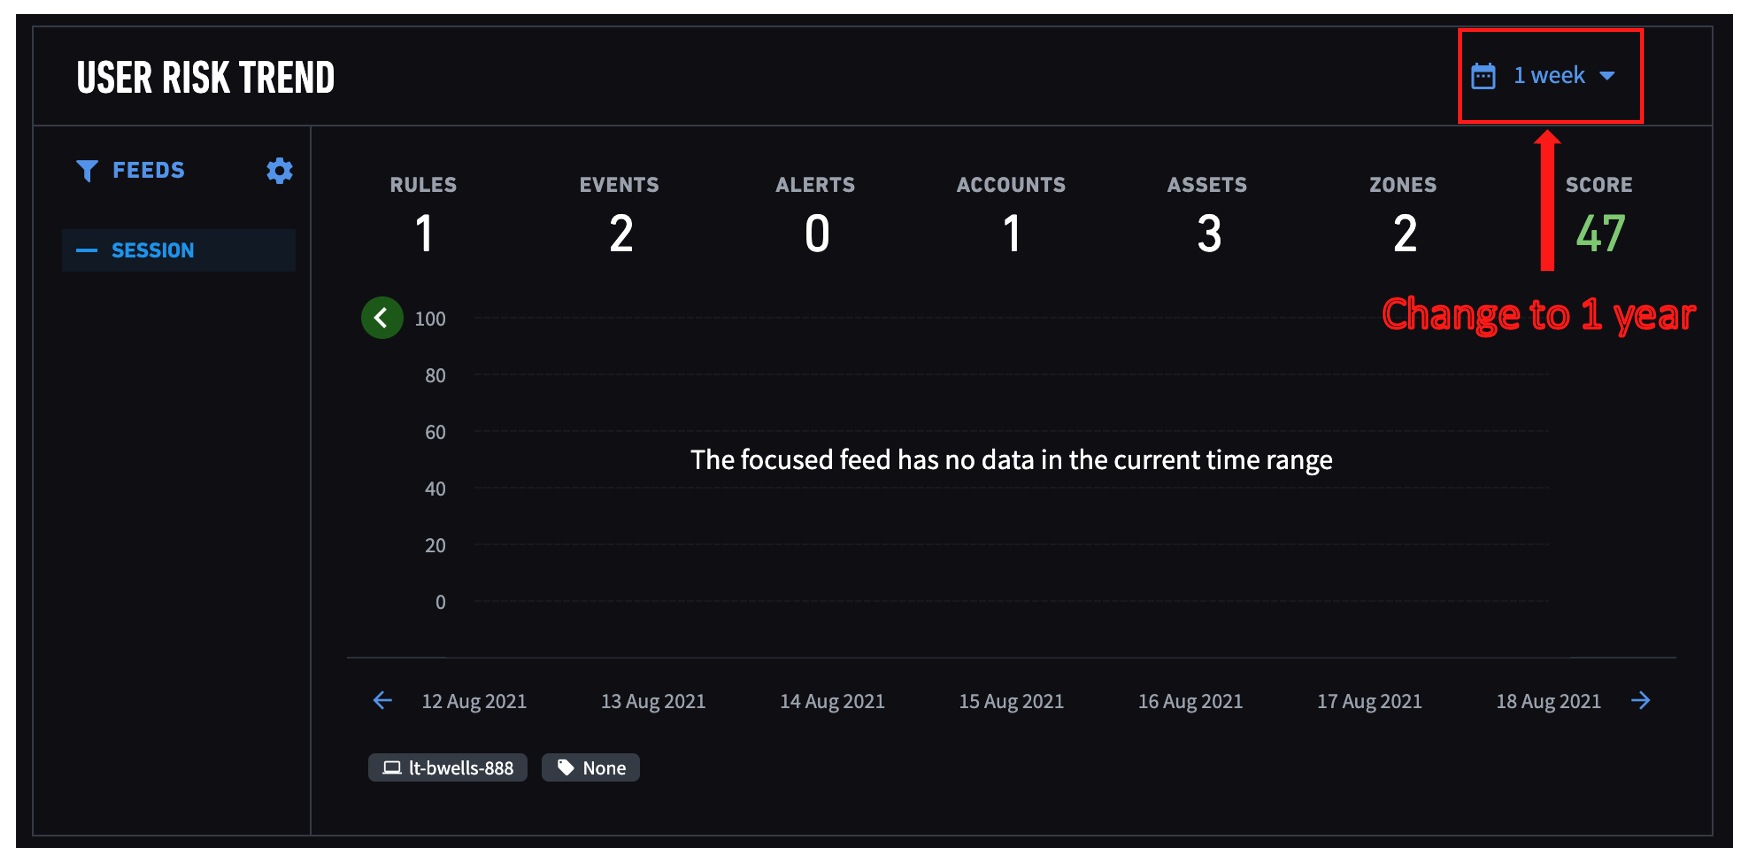 USER RISK TREND
1 week
FEEDS
SESSION
RULES EVENTS ALERTS ACCOUNTS ASSETS ZONES SCORE
1 2 0 1 3 2 47
Change to 1 year
100
80
60
The focused feed has no data in the current time range
40
20
0
12 Aug 2021 13 Aug 2021 14 Aug 2021 15 Aug 2021 16 Aug 2021 17 Aug 2021 18 Aug 2021
lt-bwells-888 None